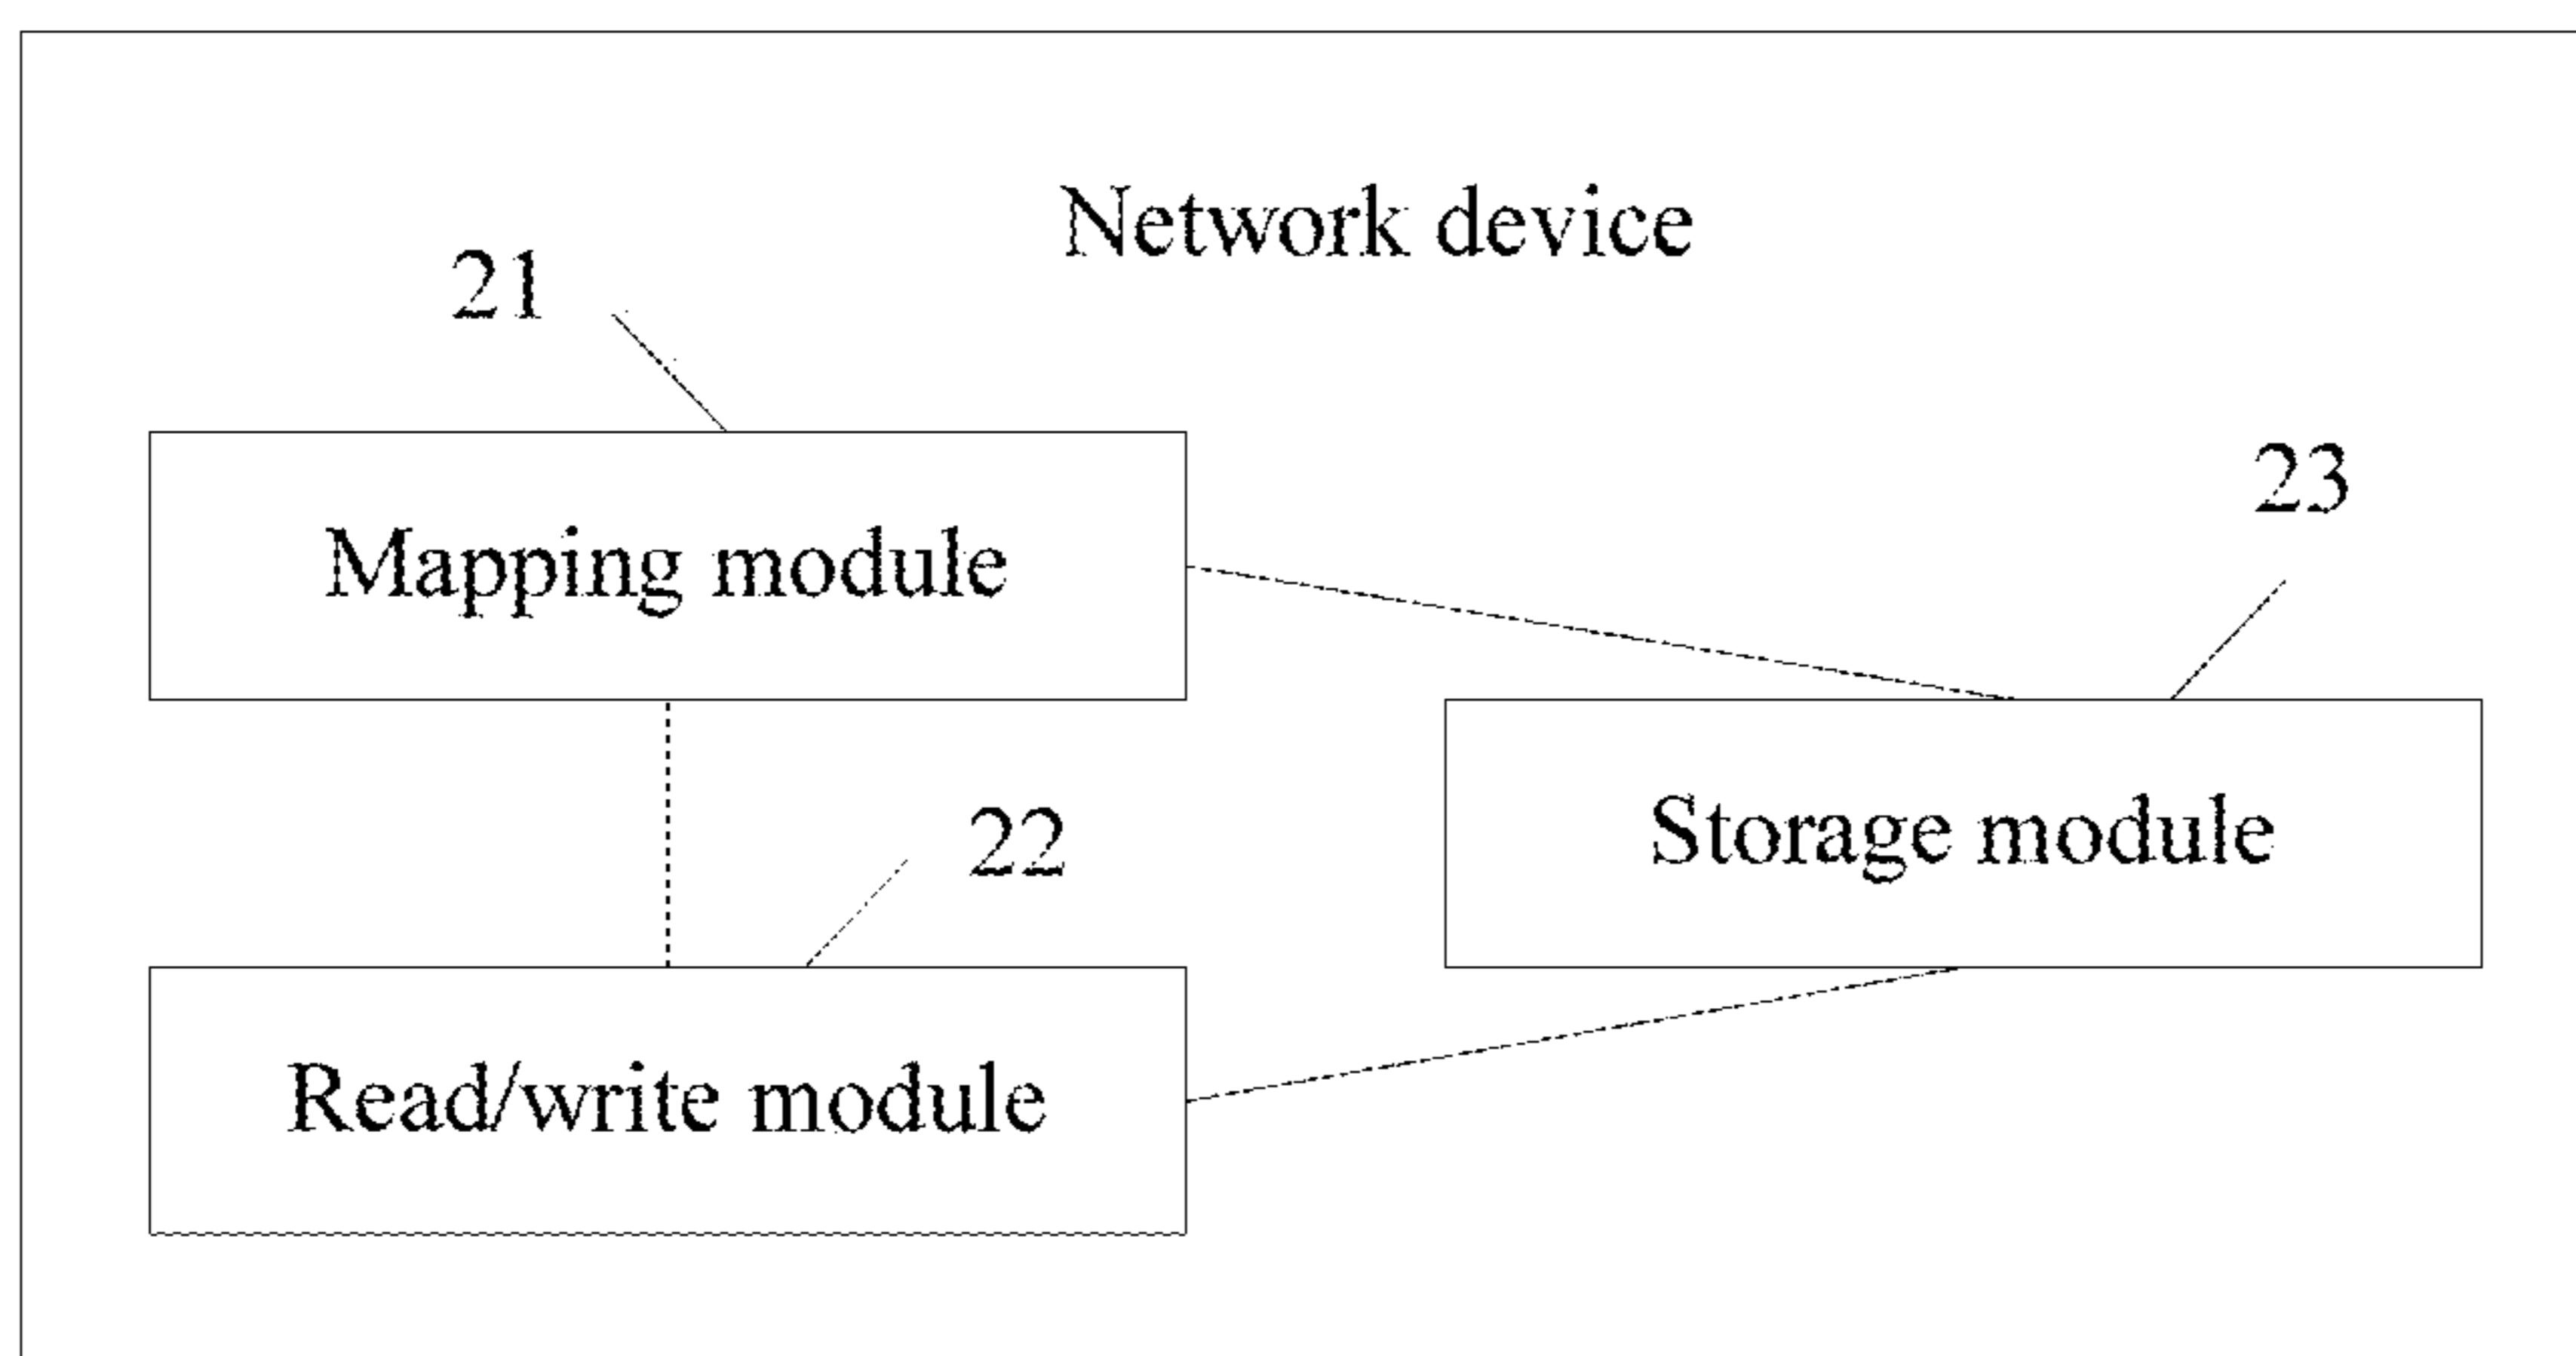 Network device
21
Mapping module
23
22
Storage module
Read/write module